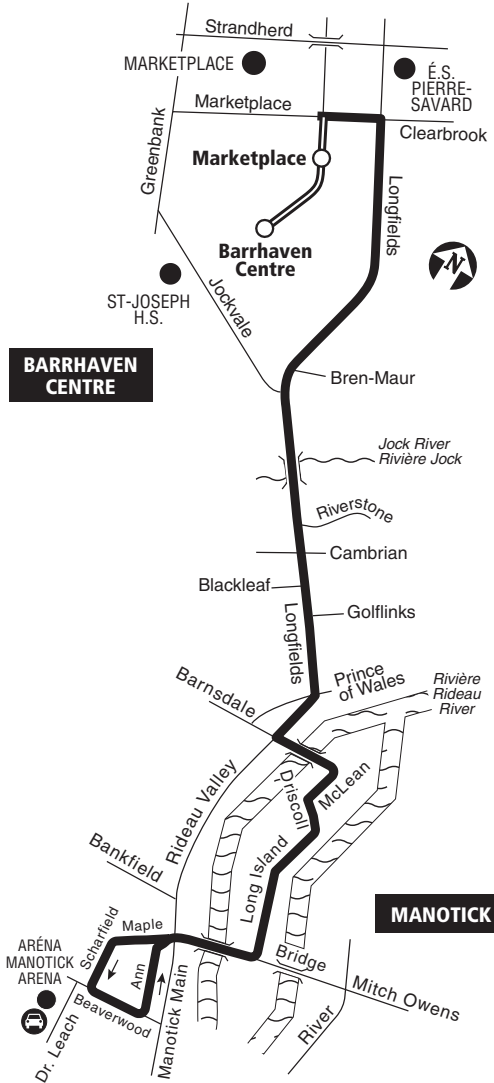 Strandherd
MARKETPLACE
É.S.
PIERRE-
SAVARD
Marketplace
Clearbrook
Greenbank
Marketplace
Longfields
Barrhaven
Centre
N
ST-JOSEPH
H.S.
Jockvale
BARRHAVEN
CENTRE
Bren-Maur
Jock River
Rivière Jock
Riverstone
Cambrian
Blackleaf
Golflinks
Longfields
Prince
of Wales
Barnsdale
Rivière
Rideau
River
Rideau Valley
Driscoll
McLean
Bankfield
Long Island
MANOTICK
Scharfield
Maple
ARÉNA
MANOTICK
ARENA
Ann
Bridge
Mitch Owens
Beaverwood
Manotick Main
River
Dr. Leach